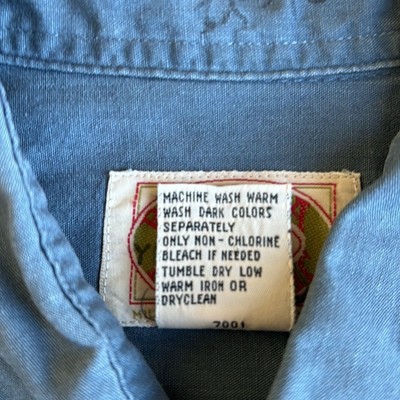 MACHINE WASH WARM
WASH DARK COLORS
SEPARATELY
ONLY NON-CHLORINE
BLEACH IF NEEDED
TUMBLE DRY LOW
WARM IRON OR
DRYCLEAN